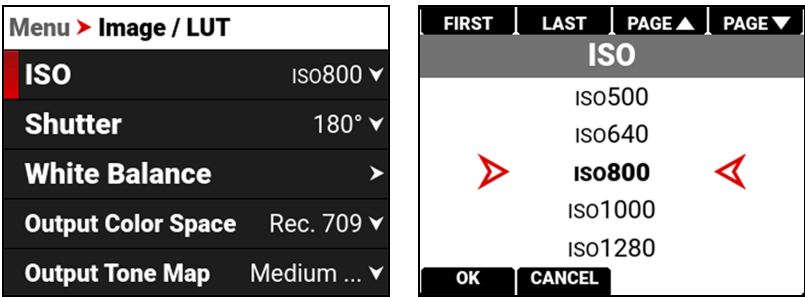 Menu > Image / LUT
ISO ISO800
Shutter 180°
White Balance
Output Color Space Rec. 709
Output Tone Map Medium ...
FIRST LAST PAGE▲ PAGE▼
ISO
ISO500
ISO640
ISO800
ISO1000
ISO1280
OK CANCEL